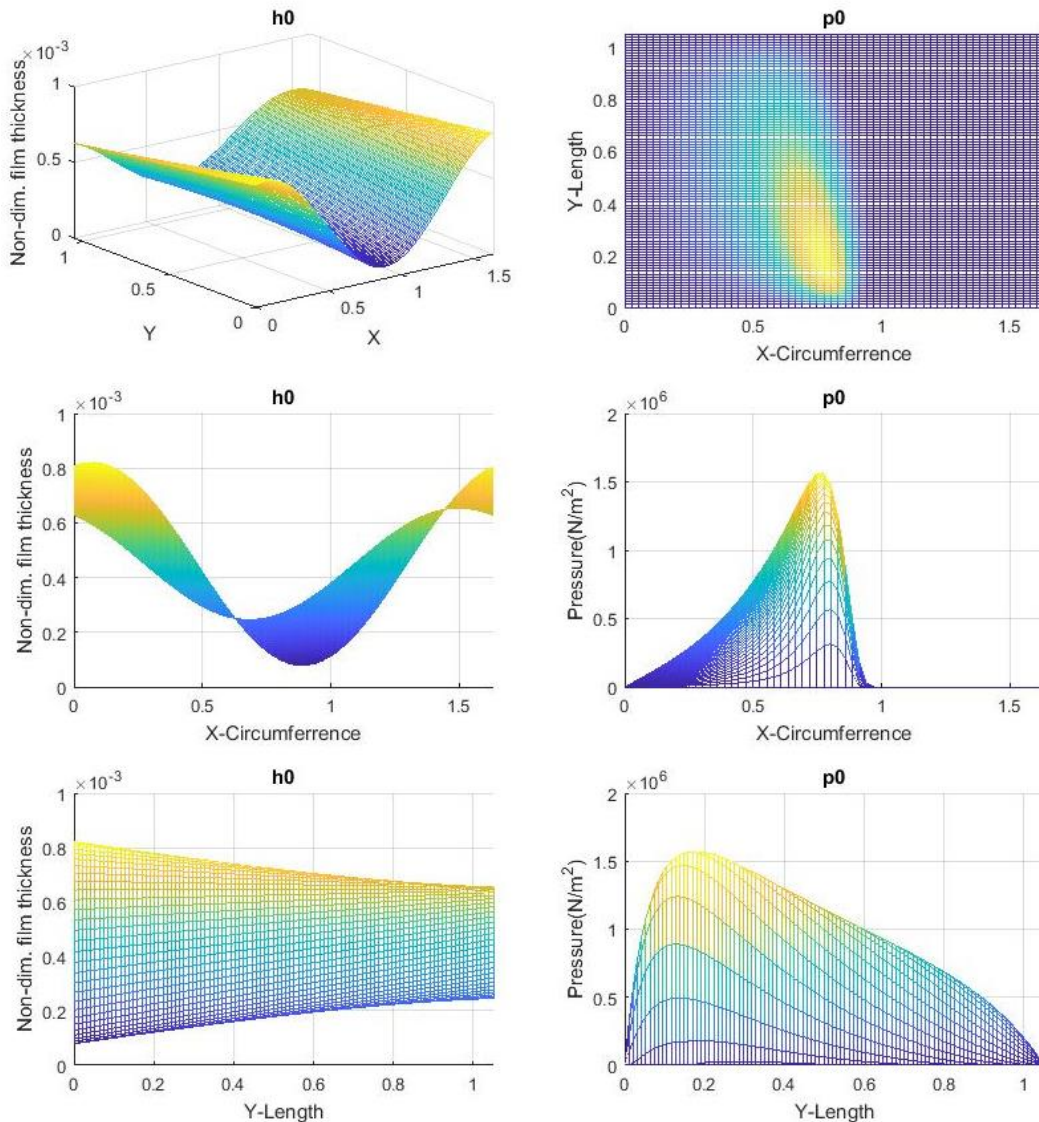 h0
×10-3
Non-dim. film thickness
1
0.5
0
1
0.5
0
Y
0
0.5
1
1.5
X
p0
Y-Length
1
0.8
0.6
0.4
0.2
0
0 0.5 1 1.5
X-Circumferrence
h0
×10-3
Non-dim. film thickness
1
0.8
0.6
0.4
0.2
0
0 0.5 1 1.5
X-Circumferrence
p0
×106
Pressure(N/m2)
2
1.5
1
0.5
0
0 0.5 1 1.5
X-Circumferrence
h0
×10-3
Non-dim. film thickness
1
0.8
0.6
0.4
0.2
0
0 0.2 0.4 0.6 0.8 1
Y-Length
p0
×106
Pressure(N/m2)
2
1.5
1
0.5
0
0 0.2 0.4 0.6 0.8 1
Y-Length